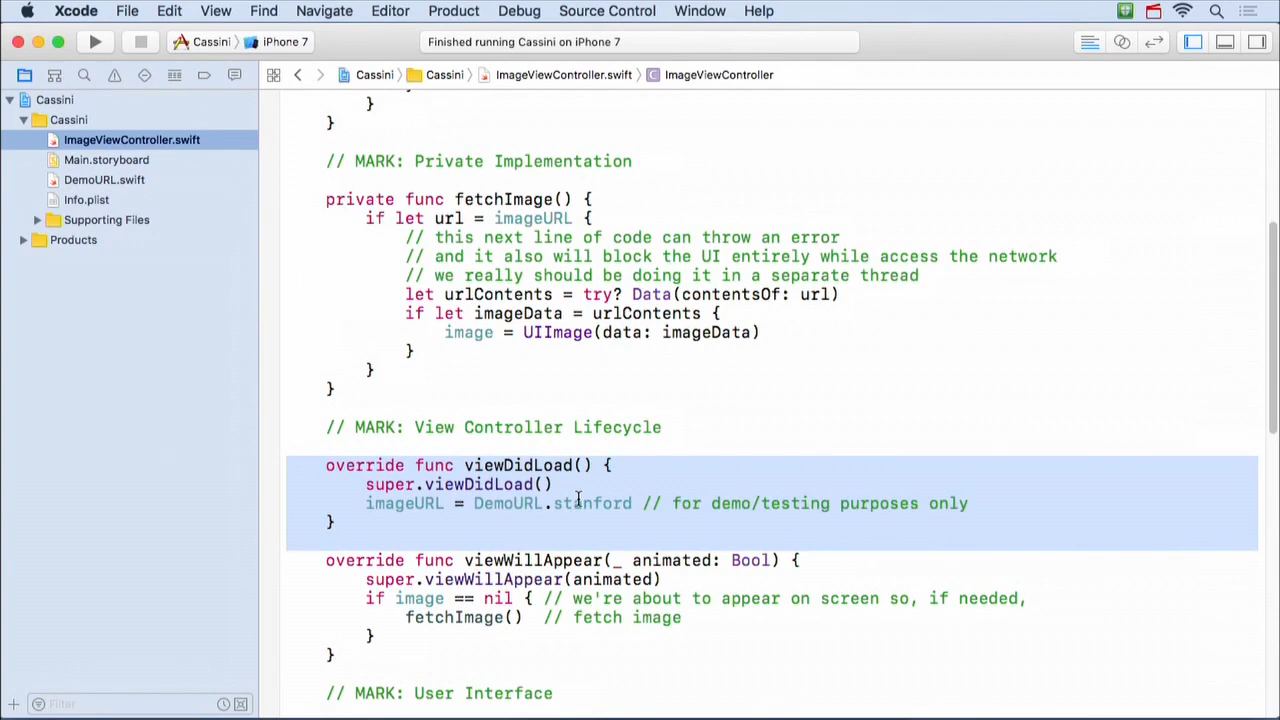 Xcode File Edit View Find Navigate Editor Product Debug Source Control Window Help
Cassini iPhone 7 Finished running Cassini on iPhone 7
Cassini Cassini ImageViewController.swift C ImageViewController
Cassini
Cassini
ImageViewController.swift
Main.storyboard
DemoURL.swift
Info.plist
Supporting Files
Products
Filter
}
}
// MARK: Private Implementation
private func fetchImage() {
if let url = imageURL {
// this next line of code can throw an error
// and it also will block the UI entirely while access the network
// we really should be doing it in a separate thread
let urlContents = try? Data(contentsOf: url)
if let imageData = urlContents {
image = UIImage(data: imageData)
}
}
}
// MARK: View Controller Lifecycle
override func viewDidLoad() {
super.viewDidLoad()
imageURL = DemoURL.stanford // for demo/testing purposes only
}
override func viewWillAppear(_ animated: Bool) {
super.viewWillAppear(animated)
if image == nil { // we're about to appear on screen so, if needed,
fetchImage() // fetch image
}
}
// MARK: User Interface